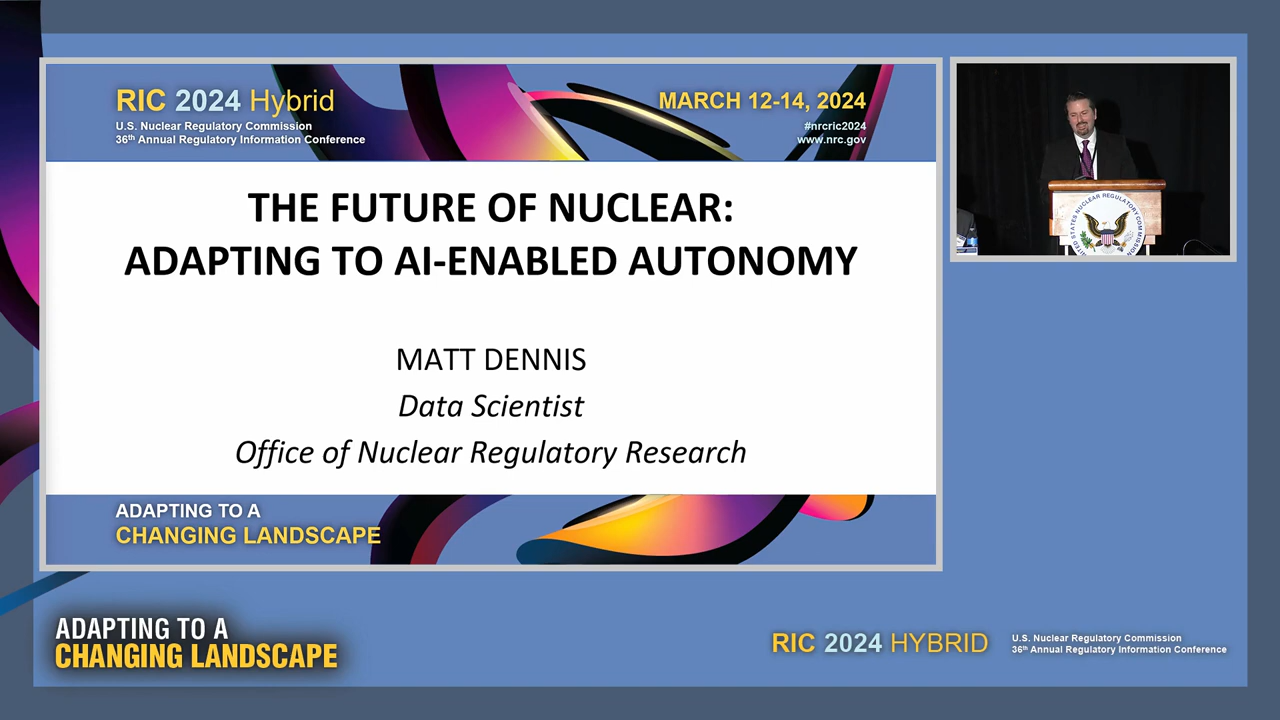 RIC 2024 Hybrid
U.S. Nuclear Regulatory Commission
36th Annual Regulatory Information Conference
MARCH 12-14, 2024
#nrcric2024
www.nrc.gov
THE FUTURE OF NUCLEAR:
ADAPTING TO AI-ENABLED AUTONOMY
MATT DENNIS
Data Scientist
Office of Nuclear Regulatory Research
ADAPTING TO A
CHANGING LANDSCAPE
ADAPTING TO A
CHANGING LANDSCAPE
RIC 2024 HYBRID
U.S. Nuclear Regulatory Commission
36th Annual Regulatory Information Conference